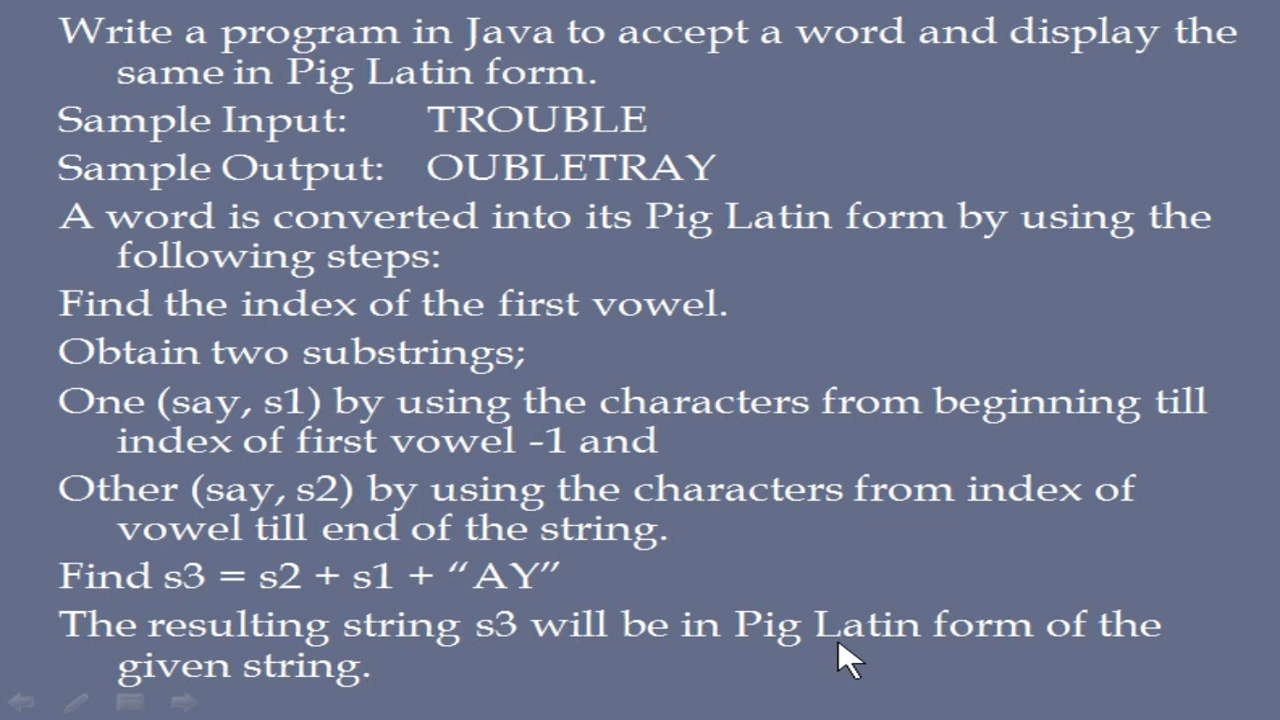 Write a program in Java to accept a word and display the
same in Pig Latin form.
Sample Input: TROUBLE
Sample Output: OUBLETRAY
A word is converted into its Pig Latin form by using the
following steps:
Find the index of the first vowel.
Obtain two substrings;
One (say, s1) by using the characters from beginning till
index of first vowel -1 and
Other (say, s2) by using the characters from index of
vowel till end of the string.
Find s3 = s2 + s1 + “AY”
The resulting string s3 will be in Pig Latin form of the
given string.